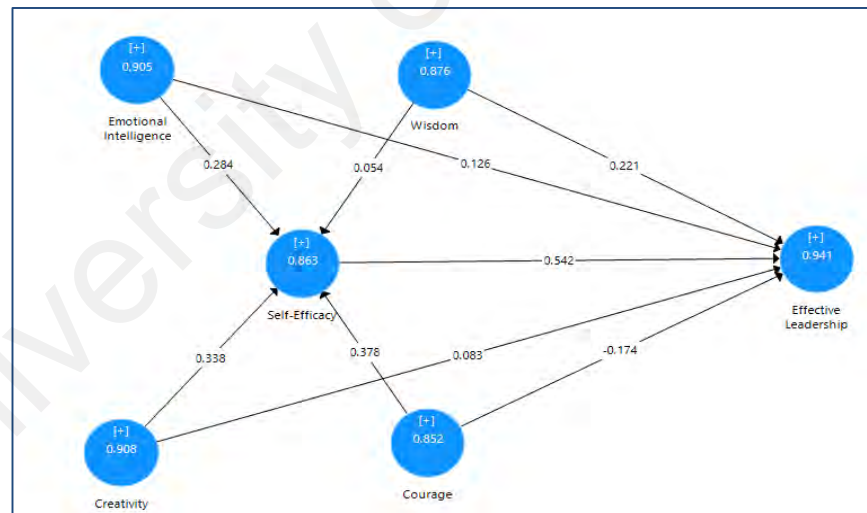 University
[+]
0.905
Emotional
Intelligence
[+]
0.876
Wisdom
0.284
0.054
0.126
0.221
[+]
0.863
Self-Efficacy
0.542
[+]
0.941
Effective
Leadership
0.338
0.378
0.083
-0.174
[+]
0.908
Creativity
[+]
0.852
Courage